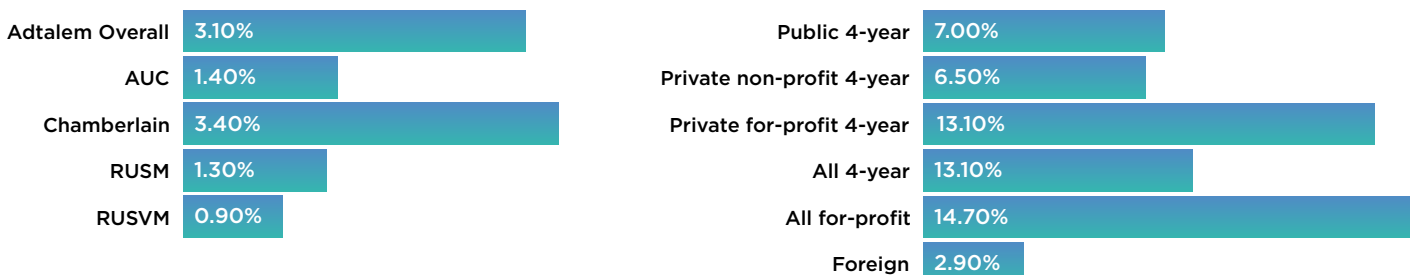 Adtalem Overall 3.10%
AUC 1.40%
Chamberlain 3.40%
RUSM 1.30%
RUSVM 0.90%
Public 4-year 7.00%
Private non-profit 4-year 6.50%
Private for-profit 4-year 13.10%
All 4-year 13.10%
All for-profit 14.70%
Foreign 2.90%